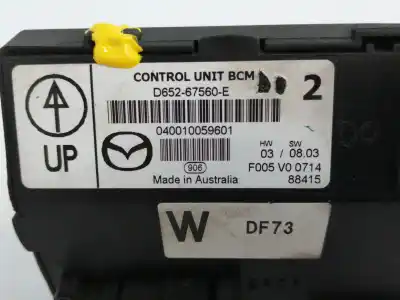 CONTROL UNIT BCM
D652-67560-E
2
040010059601
UP
HW SW
03 / 08.03
906
F005 V0 0714
Made in Australia
88415
W DF73